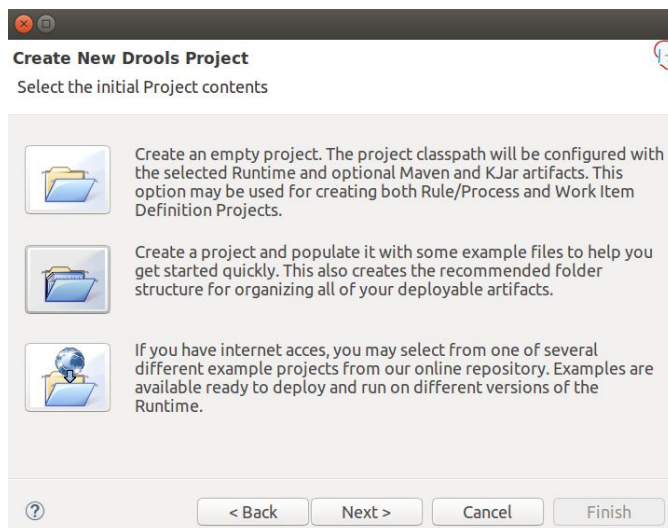 Create New Drools Project
Select the initial Project contents
Create an empty project. The project classpath will be configured with
the selected Runtime and optional Maven and KJar artifacts. This
option may be used for creating both Rule/Process and Work Item
Definition Projects.
Create a project and populate it with some example files to help you
get started quickly. This also creates the recommended folder
structure for organizing all of your deployable artifacts.
If you have internet acces, you may select from one of several
different example projects from our online repository. Examples are
available ready to deploy and run on different versions of the
Runtime.
?
< Back
Next >
Cancel
Finish